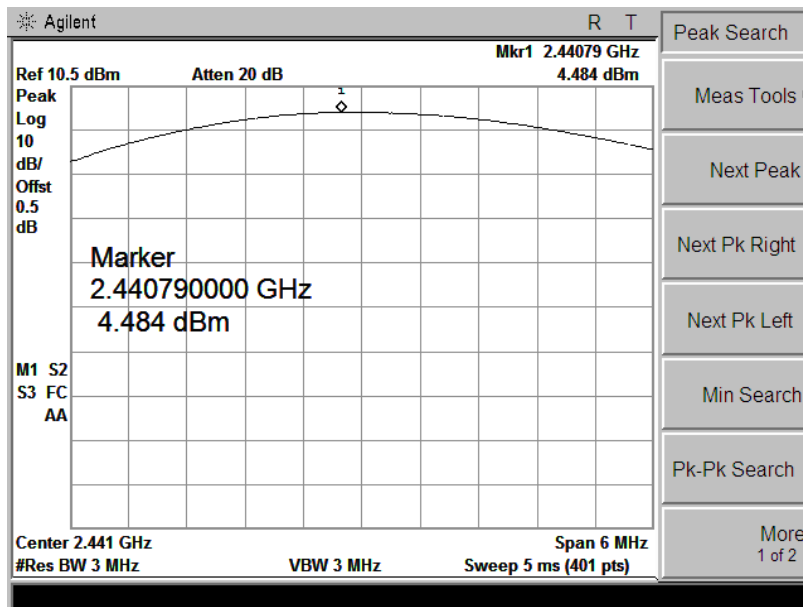 Agilent R T
Mkr1 2.44079 GHz
Ref 10.5 dBm Atten 20 dB 4.484 dBm
Peak
Log
10
dB/
Offst
0.5
dB
1
Marker
2.440790000 GHz
4.484 dBm
M1 S2
S3 FC
AA
Center 2.441 GHz Span 6 MHz
#Res BW 3 MHz VBW 3 MHz Sweep 5 ms (401 pts)
Peak Search
Meas Tools
Next Peak
Next Pk Right
Next Pk Left
Min Search
Pk-Pk Search
More
1 of 2